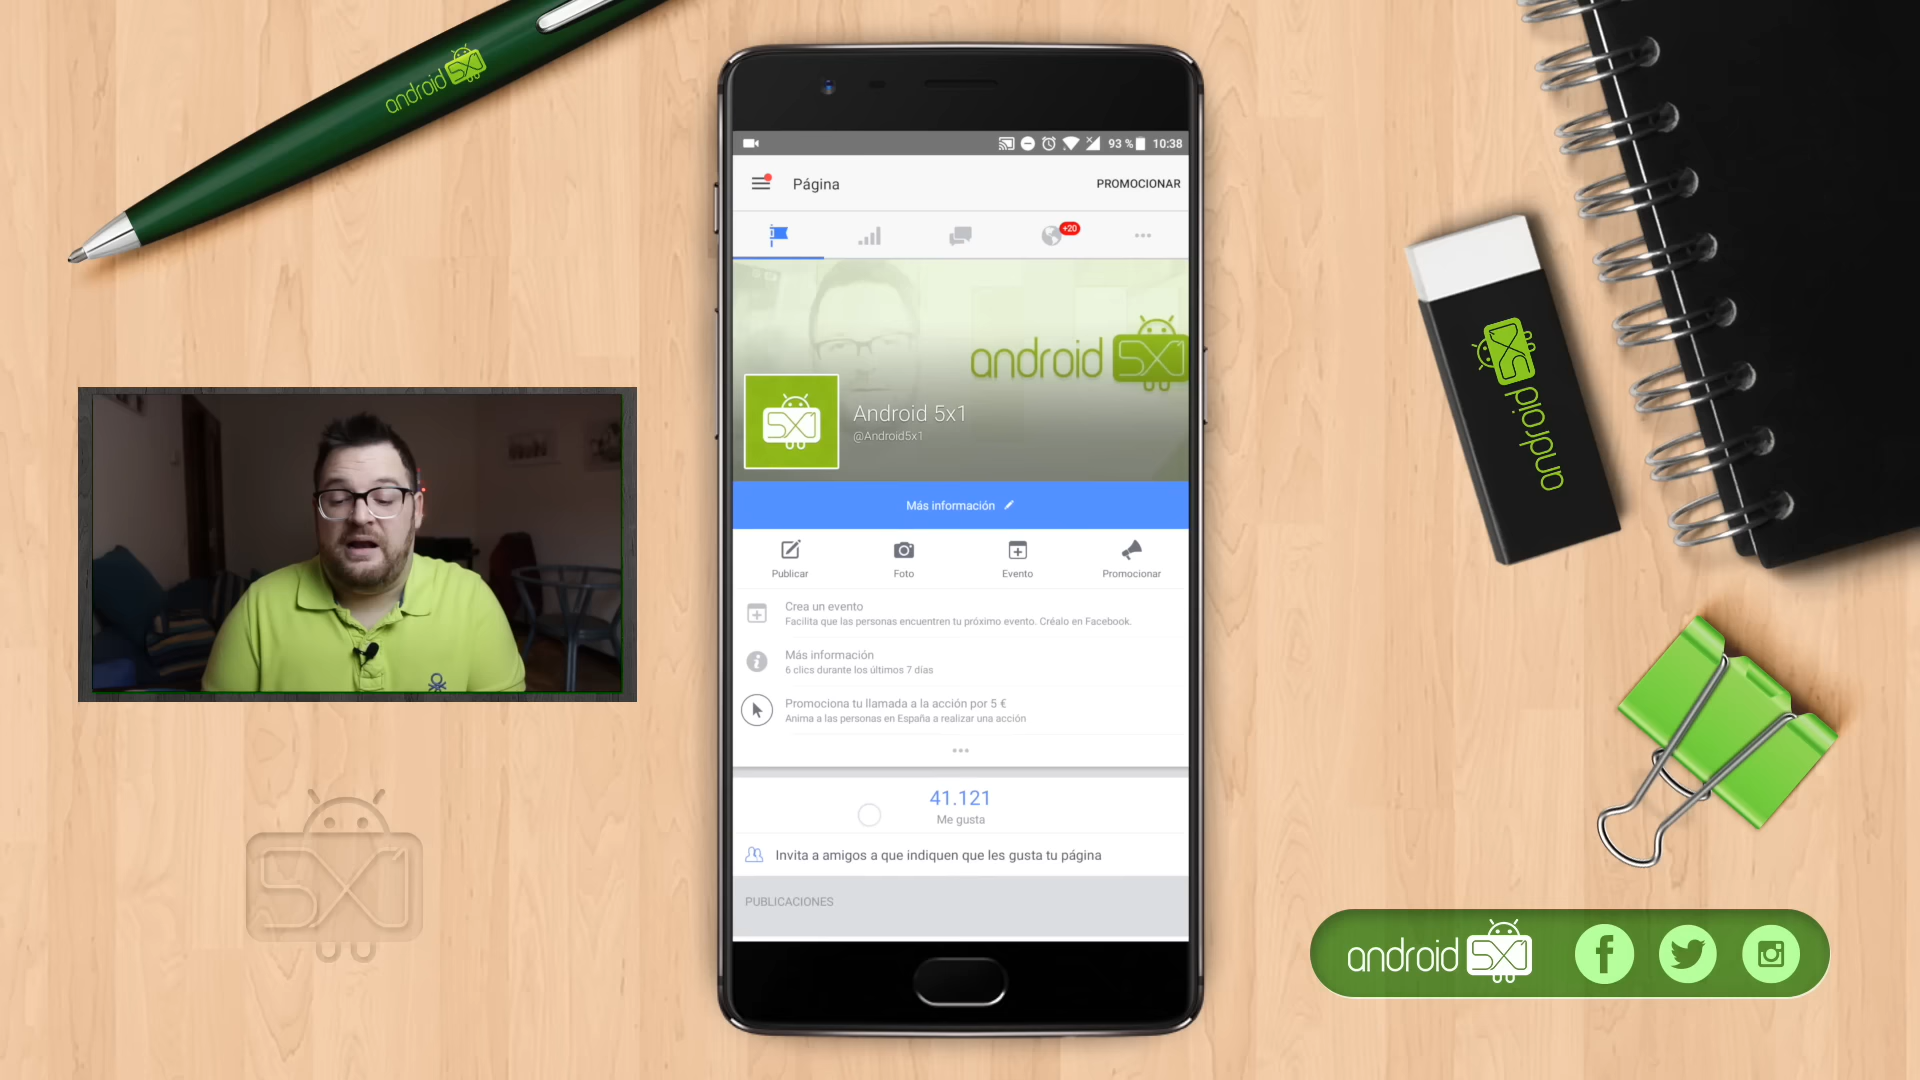 android 5X1
93 % 10:38
Página PROMOCIONAR
+20
android 5X1
5X1
Android 5x1
@Android5x1
Más información
Publicar Foto Evento Promocionar
Crea un evento
Facilita que las personas encuentren tu próximo evento. Créalo en Facebook.
Más información
6 clics durante los últimos 7 días
Promociona tu llamada a la acción por 5 €
Anima a las personas en España a realizar una acción
41.121
Me gusta
Invita a amigos a que indiquen que les gusta tu página
PUBLICACIONES
android 5X1
5X1
android 5X1